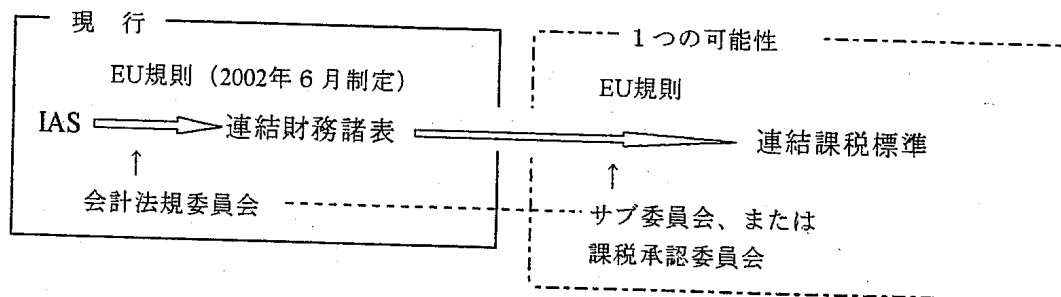 現 行
EU規則（2002年6月制定）
IAS 連結財務諸表
↑
会計法規委員会
1つの可能性
EU規則
連結課税標準
↑
サブ委員会、または
課税承認委員会